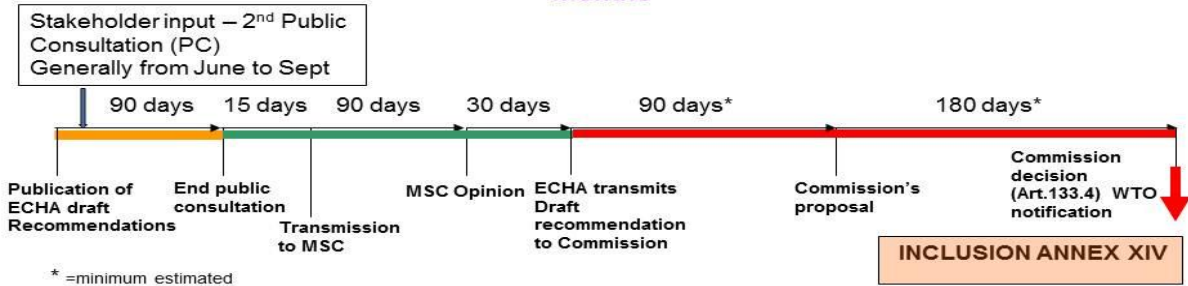 Stakeholder input – 2nd Public
Consultation (PC)
Generally from June to Sept
90 days
15 days
90 days
30 days
90 days*
180 days*
Publication of
ECHA draft
Recommendations
End public
consultation
Transmission
to MSC
MSC Opinion
ECHA transmits
Draft
recommendation
to Commission
Commission's
proposal
Commission
decision
(Art.133.4) WTO
notification
INCLUSION ANNEX XIV
* =minimum estimated